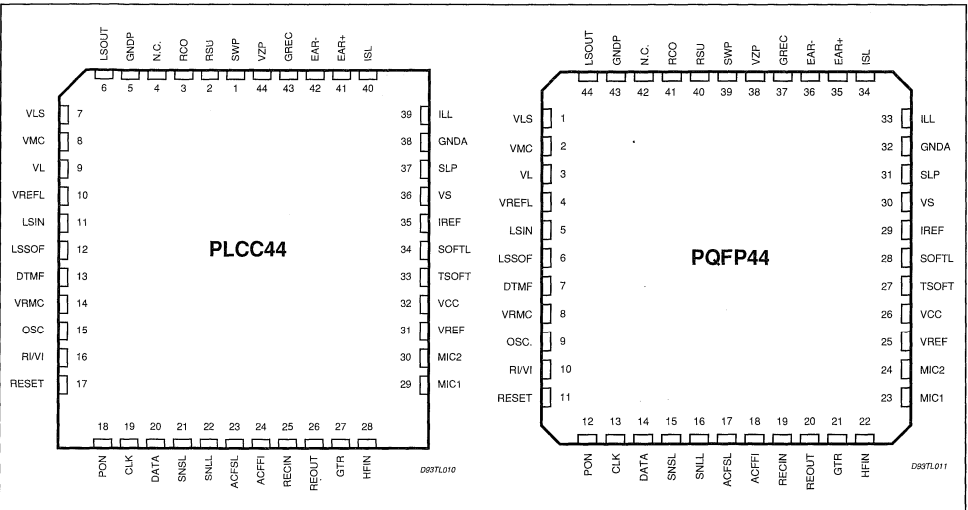 LSOUT GNDP N.C. RCO RSU SWP VZP GREC EAR- EAR+ ISL
6 5 4 3 2 1 44 43 42 41 40
VLS 7 39 ILL
VMC 8 38 GNDA
VL 9 37 SLP
VREFL 10 36 VS
LSIN 11 35 IREF
LSSOF 12 34 SOFTL
DTMF 13 33 TSOFT
VRMC 14 32 VCC
OSC 15 31 VREF
RI/VI 16 30 MIC2
RESET 17 29 MIC1
PLCC44
18 19 20 21 22 23 24 25 26 27 28
PON CLK DATA SNSL SNLL ACFSL ACFFI RECIN REOUT GTR HFIN
D93TL010
LSOUT GNDP N.C. RCO RSU SWP VZP GREC EAR- EAR+ ISL
44 43 42 41 40 39 38 37 36 35 34
VLS 1 33 ILL
VMC 2 32 GNDA
VL 3 31 SLP
VREFL 4 30 VS
LSIN 5 29 IREF
LSSOF 6 28 SOFTL
DTMF 7 27 TSOFT
VRMC 8 26 VCC
OSC. 9 25 VREF
RI/VI 10 24 MIC2
RESET 11 23 MIC1
PQFP44
12 13 14 15 16 17 18 19 20 21 22
PON CLK DATA SNSL SNLL ACFSL ACFFI RECIN REOUT GTR HFIN
D93TL011